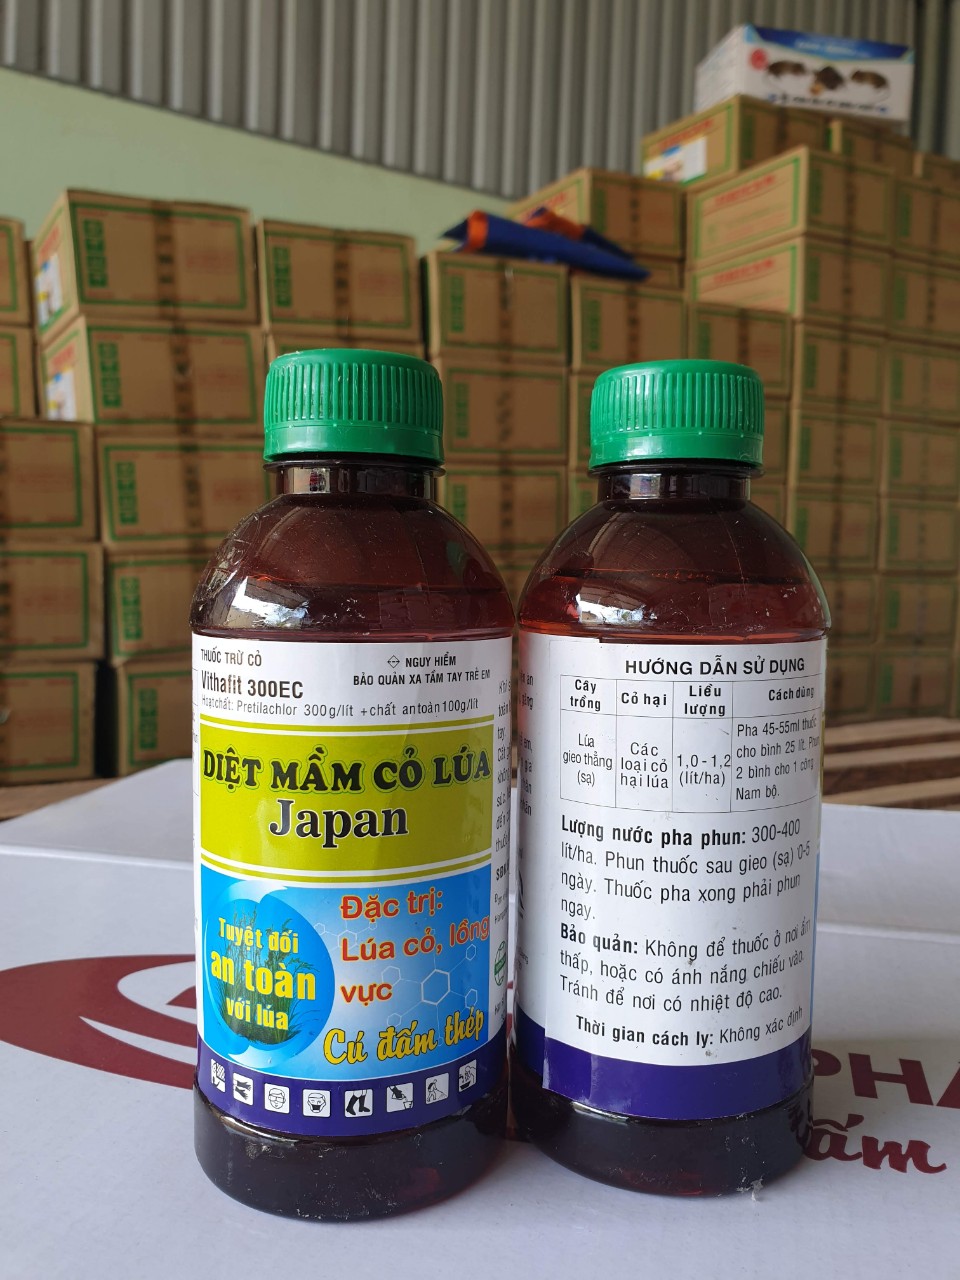 THUỐC TRỪ CỎ
Vithafit 300EC
NGUY HIỂM
BẢO QUẢN XA TẦM TAY TRẺ EM
Hoạt chất: Pretilachlor 300g/lít +chất an toàn 100g/lít
DIỆT MẦM CỎ LÚA
Japan
Đặc trị:
Lúa cỏ, lồng
vực
Tuyệt đối
an toàn
với lúa
Cú đấm thép
HƯỚNG DẪN SỬ DỤNG
Cây trồng Cỏ hại Liều lượng Cách dùng
Lúa gieo thẳng (sạ) Các loại cỏ hại lúa 1,0 - 1,2 (lít/ha) Pha 45-55ml thuốc cho bình 25 lít. Phun 2 bình cho 1 công Nam bộ.
Lượng nước pha phun: 300-400
lít/ha. Phun thuốc sau gieo (sạ) 0-5
ngày. Thuốc pha xong phải phun
ngay.
Bảo quản: Không để thuốc ở nơi ẩm
thấp, hoặc có ánh nắng chiếu vào.
Tránh để nơi có nhiệt độ cao.
Thời gian cách ly: Không xác định